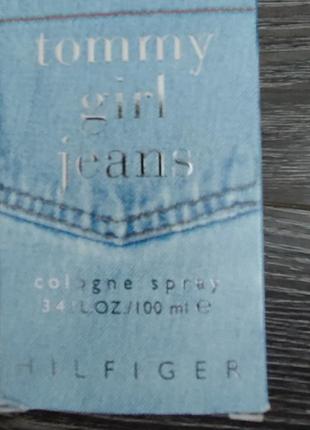 tommy
girl
jeans
cologne spray
3.4 FL.OZ./100 ml ℮
HILFIGER